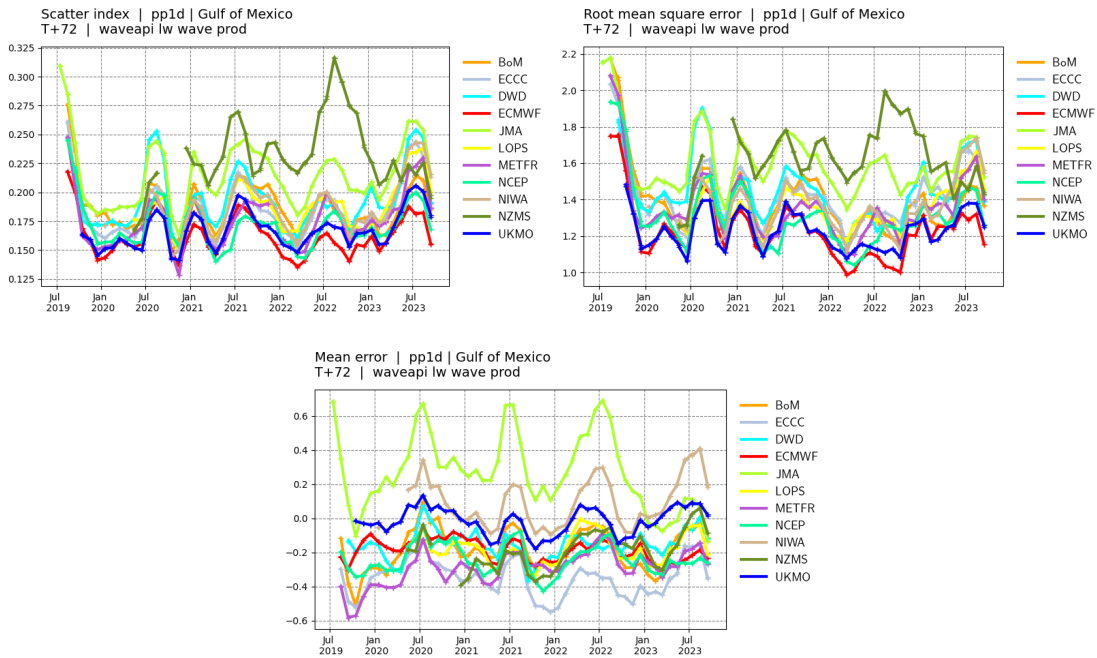 Scatter index | pp1d | Gulf of Mexico
T+72 | waveapi lw wave prod
0.325
0.300
0.275
0.250
0.225
0.200
0.175
0.150
0.125
Jul 2019
Jan 2020
Jul 2020
Jan 2021
Jul 2021
Jan 2022
Jul 2022
Jan 2023
Jul 2023
BoM
ECCC
DWD
ECMWF
JMA
LOPS
METFR
NCEP
NIWA
NZMS
UKMO
Root mean square error | pp1d | Gulf of Mexico
T+72 | waveapi lw wave prod
2.2
2.0
1.8
1.6
1.4
1.2
1.0
Jul 2019
Jan 2020
Jul 2020
Jan 2021
Jul 2021
Jan 2022
Jul 2022
Jan 2023
Jul 2023
BoM
ECCC
DWD
ECMWF
JMA
LOPS
METFR
NCEP
NIWA
NZMS
UKMO
Mean error | pp1d | Gulf of Mexico
T+72 | waveapi lw wave prod
0.6
0.4
0.2
0.0
−0.2
−0.4
−0.6
Jul 2019
Jan 2020
Jul 2020
Jan 2021
Jul 2021
Jan 2022
Jul 2022
Jan 2023
Jul 2023
BoM
ECCC
DWD
ECMWF
JMA
LOPS
METFR
NCEP
NIWA
NZMS
UKMO